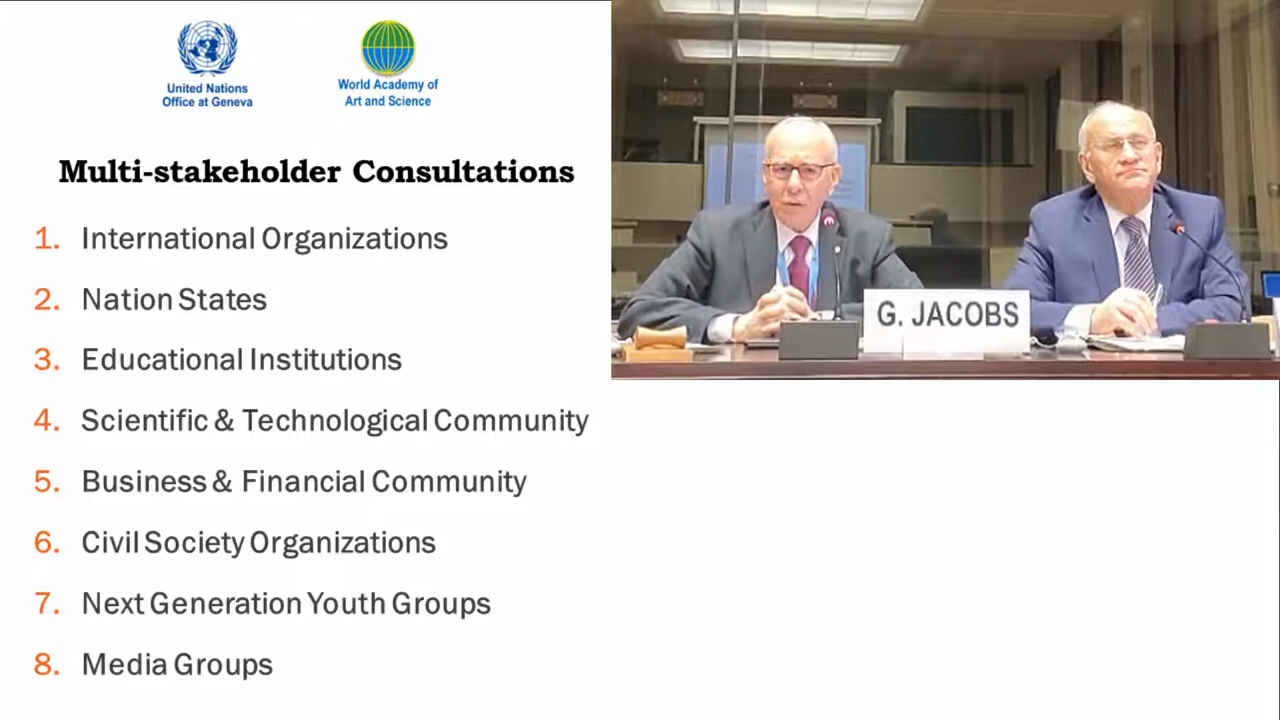 United Nations
Office at Geneva
World Academy of
Art and Science
Multi-stakeholder Consultations
1. International Organizations
2. Nation States
3. Educational Institutions
4. Scientific & Technological Community
5. Business & Financial Community
6. Civil Society Organizations
7. Next Generation Youth Groups
8. Media Groups
G. JACOBS